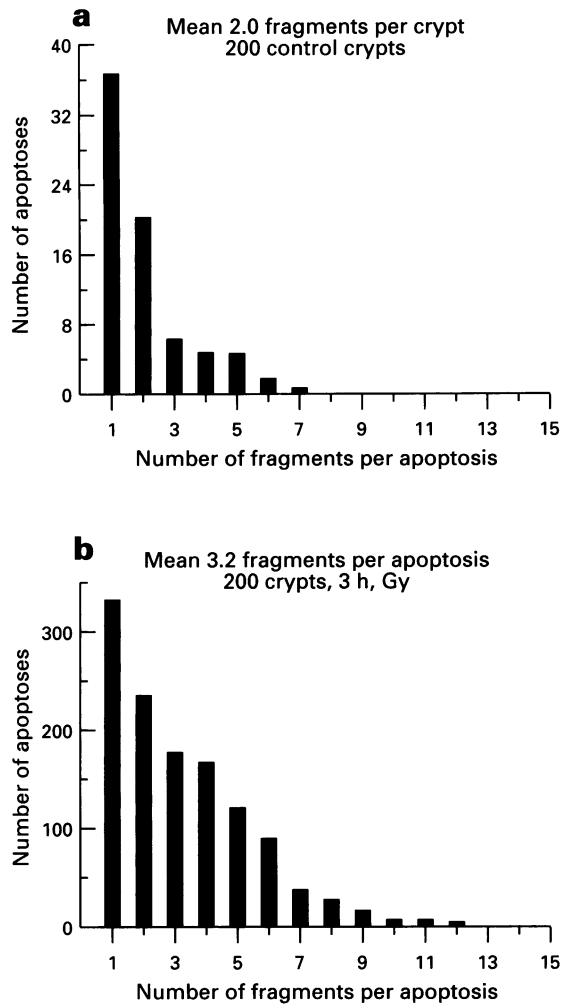 a
Mean 2.0 fragments per crypt
200 control crypts
40
32
24
16
8
0
Number of apoptoses
1 3 5 7 9 11 13 15
Number of fragments per apoptosis
b
Mean 3.2 fragments per apoptosis
200 crypts, 3 h, Gy
300
200
100
0
Number of apoptoses
1 3 5 7 9 11 13 15
Number of fragments per apoptosis